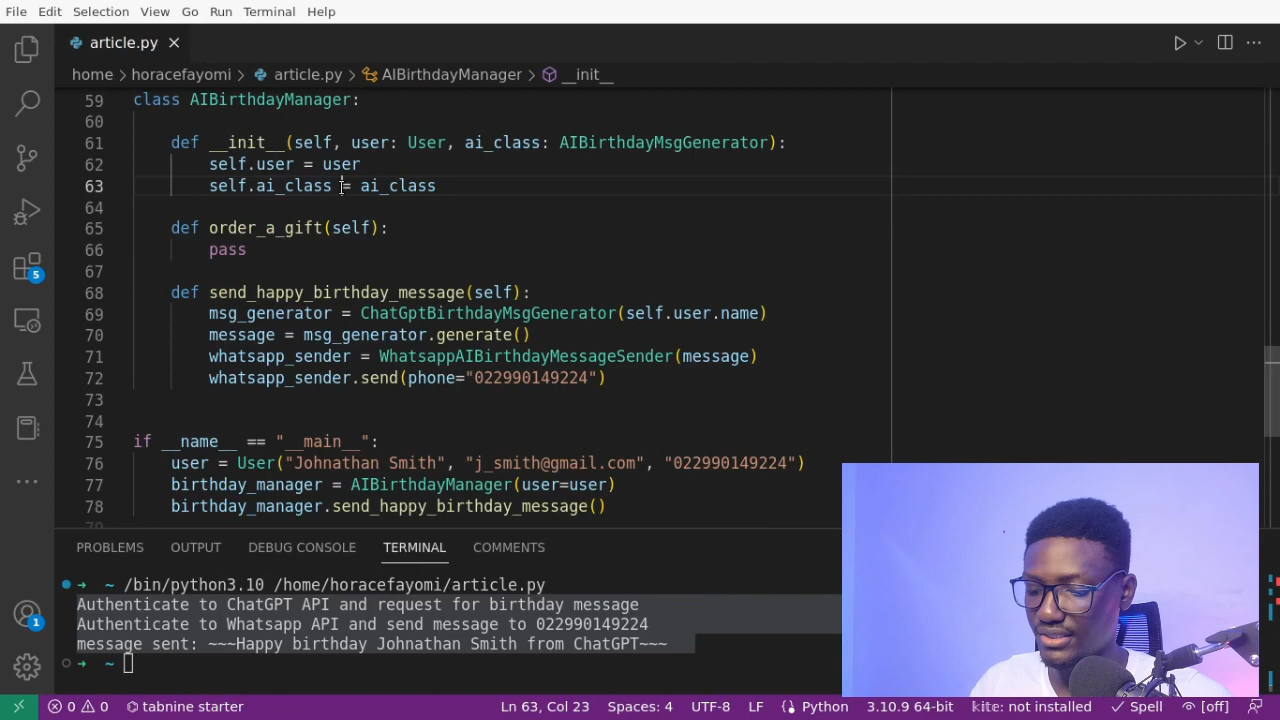 File Edit Selection View Go Run Terminal Help
article.py
home > horacefayomi > article.py > AIBirthdayManager > __init__
59 class AIBirthdayManager:
60
61 def __init__(self, user: User, ai_class: AIBirthdayMsgGenerator):
62 self.user = user
63 self.ai_class = ai_class
64
65 def order_a_gift(self):
66 pass
67
68 def send_happy_birthday_message(self):
69 msg_generator = ChatGptBirthdayMsgGenerator(self.user.name)
70 message = msg_generator.generate()
71 whatsapp_sender = WhatsappAIBirthdayMessageSender(message)
72 whatsapp_sender.send(phone="022990149224")
73
74
75 if __name__ == "__main__":
76 user = User("Johnathan Smith", "j_smith@gmail.com", "022990149224")
77 birthday_manager = AIBirthdayManager(user=user)
78 birthday_manager.send_happy_birthday_message()
79
5
PROBLEMS OUTPUT DEBUG CONSOLE TERMINAL COMMENTS
➜ ~ /bin/python3.10 /home/horacefayomi/article.py
Authenticate to ChatGPT API and request for birthday message
Authenticate to Whatsapp API and send message to 022990149224
message sent: ~~~Happy birthday Johnathan Smith from ChatGPT~~~
➜ ~
1
0 0 tabnine starter Ln 63, Col 23 Spaces: 4 UTF-8 LF Python 3.10.9 64-bit kite: not installed Spell [off]